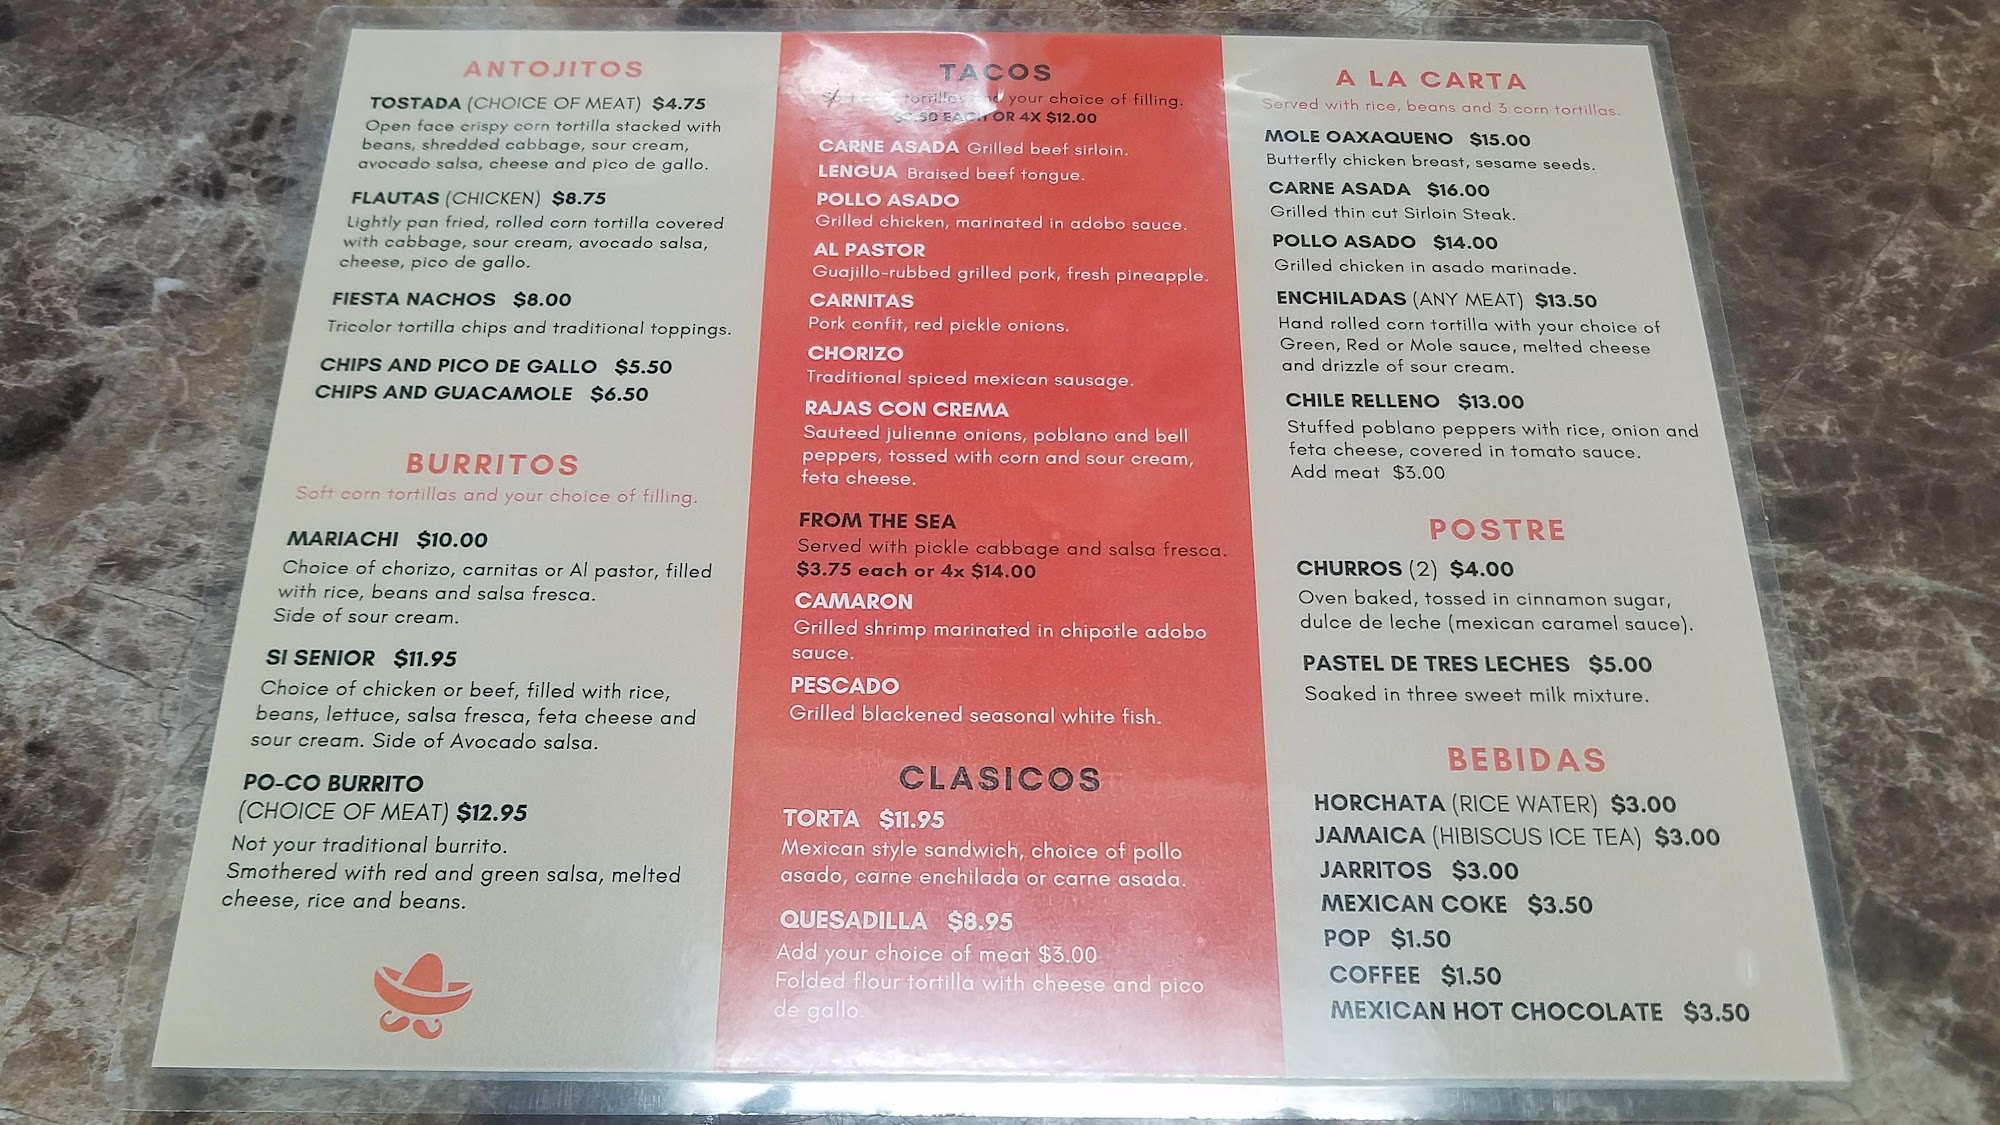 ANTOJITOS
TOSTADA (CHOICE OF MEAT) $4.75
Open face crispy corn tortilla stacked with
beans, shredded cabbage, sour cream,
avocado salsa, cheese and pico de gallo.
FLAUTAS (CHICKEN) $8.75
Lightly pan fried, rolled corn tortilla covered
with cabbage, sour cream, avocado salsa,
cheese, pico de gallo.
FIESTA NACHOS $8.00
Tricolor tortilla chips and traditional toppings.
CHIPS AND PICO DE GALLO $5.50
CHIPS AND GUACAMOLE $6.50
BURRITOS
Soft corn tortillas and your choice of filling.
MARIACHI $10.00
Choice of chorizo, carnitas or Al pastor, filled
with rice, beans and salsa fresca.
Side of sour cream.
SI SENIOR $11.95
Choice of chicken or beef, filled with rice,
beans, lettuce, salsa fresca, feta cheese and
sour cream. Side of Avocado salsa.
PO-CO BURRITO
(CHOICE OF MEAT) $12.95
Not your traditional burrito.
Smothered with red and green salsa, melted
cheese, rice and beans.
TACOS
tortillas and your choice of filling.
EACH OR 4X $12.00
CARNE ASADA Grilled beef sirloin.
LENGUA Braised beef tongue.
POLLO ASADO
Grilled chicken, marinated in adobo sauce.
AL PASTOR
Guajillo-rubbed grilled pork, fresh pineapple.
CARNITAS
Pork confit, red pickle onions.
CHORIZO
Traditional spiced mexican sausage.
RAJAS CON CREMA
Sauteed julienne onions, poblano and bell
peppers, tossed with corn and sour cream,
feta cheese.
FROM THE SEA
Served with pickle cabbage and salsa fresca.
$3.75 each or 4x $14.00
CAMARON
Grilled shrimp marinated in chipotle adobo
sauce.
PESCADO
Grilled blackened seasonal white fish.
CLASICOS
TORTA $11.95
Mexican style sandwich, choice of pollo
asado, carne enchilada or carne asada.
QUESADILLA $8.95
Add your choice of meat $3.00
Folded flour tortilla with cheese and pico
de gallo.
A LA CARTA
Served with rice, beans and 3 corn tortillas.
MOLE OAXAQUENO $15.00
Butterfly chicken breast, sesame seeds.
CARNE ASADA $16.00
Grilled thin cut Sirloin Steak.
POLLO ASADO $14.00
Grilled chicken in asado marinade.
ENCHILADAS (ANY MEAT) $13.50
Hand rolled corn tortilla with your choice of
Green, Red or Mole sauce, melted cheese
and drizzle of sour cream.
CHILE RELLENO $13.00
Stuffed poblano peppers with rice, onion and
feta cheese, covered in tomato sauce.
Add meat $3.00
POSTRE
CHURROS (2) $4.00
Oven baked, tossed in cinnamon sugar,
dulce de leche (mexican caramel sauce).
PASTEL DE TRES LECHES $5.00
Soaked in three sweet milk mixture.
BEBIDAS
HORCHATA (RICE WATER) $3.00
JAMAICA (HIBISCUS ICE TEA) $3.00
JARRITOS $3.00
MEXICAN COKE $3.50
POP $1.50
COFFEE $1.50
MEXICAN HOT CHOCOLATE $3.50